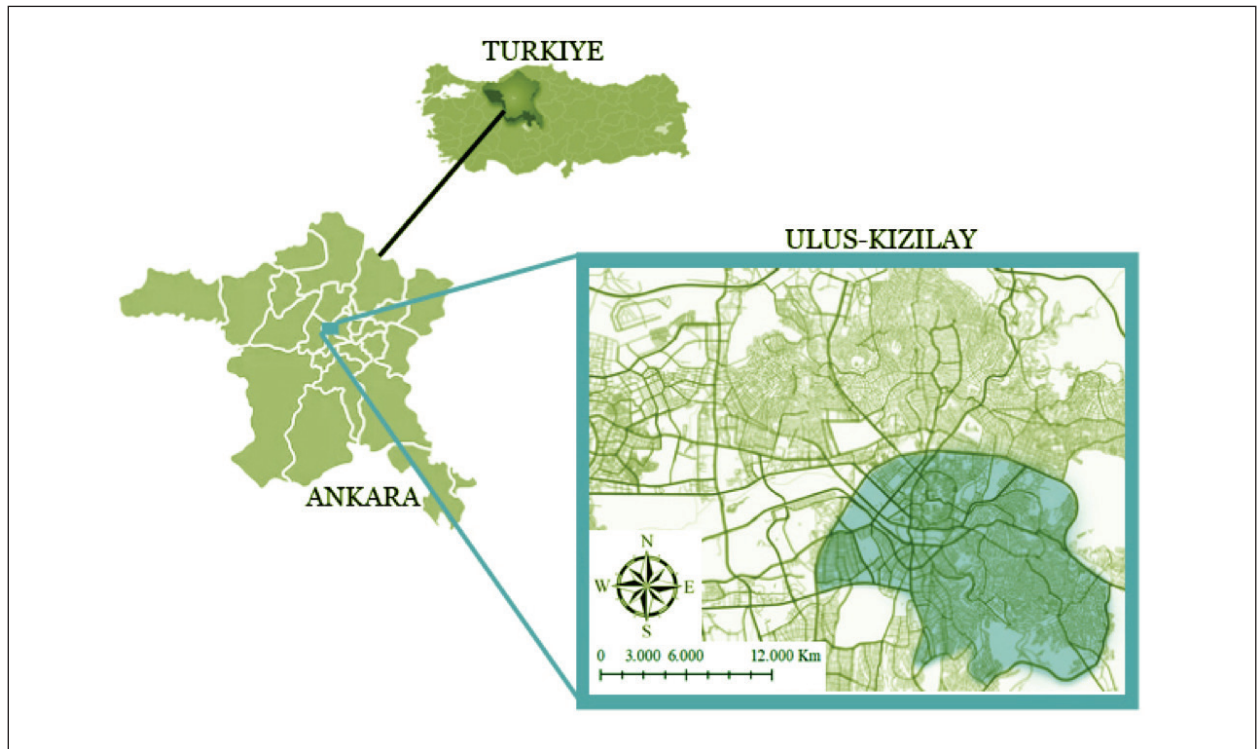 TURKIYE
ULUS-KIZILAY
ANKARA
N
W E
S
0 3.000 6.000 12.000 Km